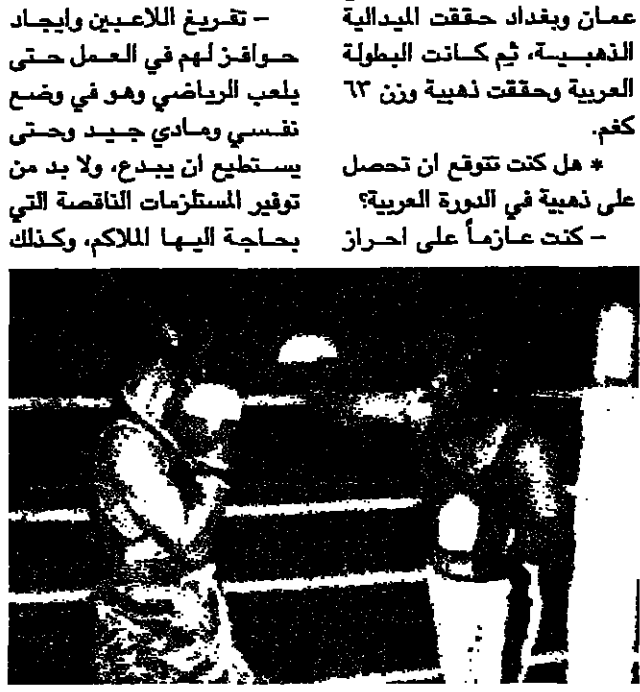 عمان وبغداد حققت الميدالية
الذهبية، ثم كانت البطولة
العربية وحققت ذهبية وزن ٦٣
كغم.
* هل كنت تتوقع ان تحصل
على ذهبية في الدورة العربية؟
– كنت عازماً على احراز
– تفريغ اللاعبين وايجاد
حوافز لهم في العمل حتى
يلعب الرياضي وهو في وضع
نفسي ومادي جيد وحتى
يستطيع ان يبدع، ولا بد من
توفير المستلزمات الناقصة التي
بحاجة اليها الملاكم، وكذلك